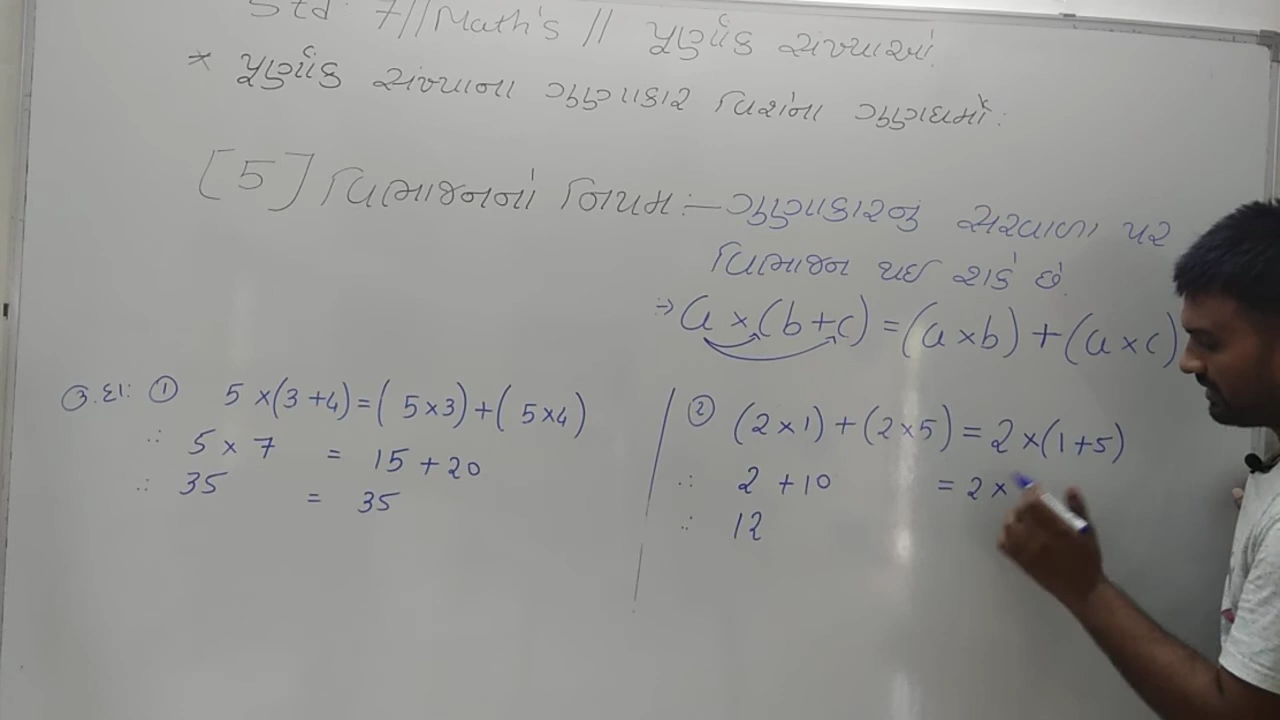 Std 7 // Math's // પૂર્ણાંક સંખ્યાઓ.
* પૂર્ણાંક સંખ્યાના ગુણાકાર વિશેના ગુણધર્મો :
[5] વિભાજનનો નિયમ :- ગુણાકારનું સરવાળા પર
વિભાજન થઈ શકે છે.
⇒ a × (b + c) = (a × b) + (a × c)
ઉ.દા: ① 5 × (3 + 4) = ( 5 × 3) + ( 5 × 4)
∴ 5 × 7 = 15 + 20
∴ 35 = 35
② (2 × 1) + (2 × 5) = 2 × (1 + 5)
∴ 2 + 10 = 2 ×
∴ 12